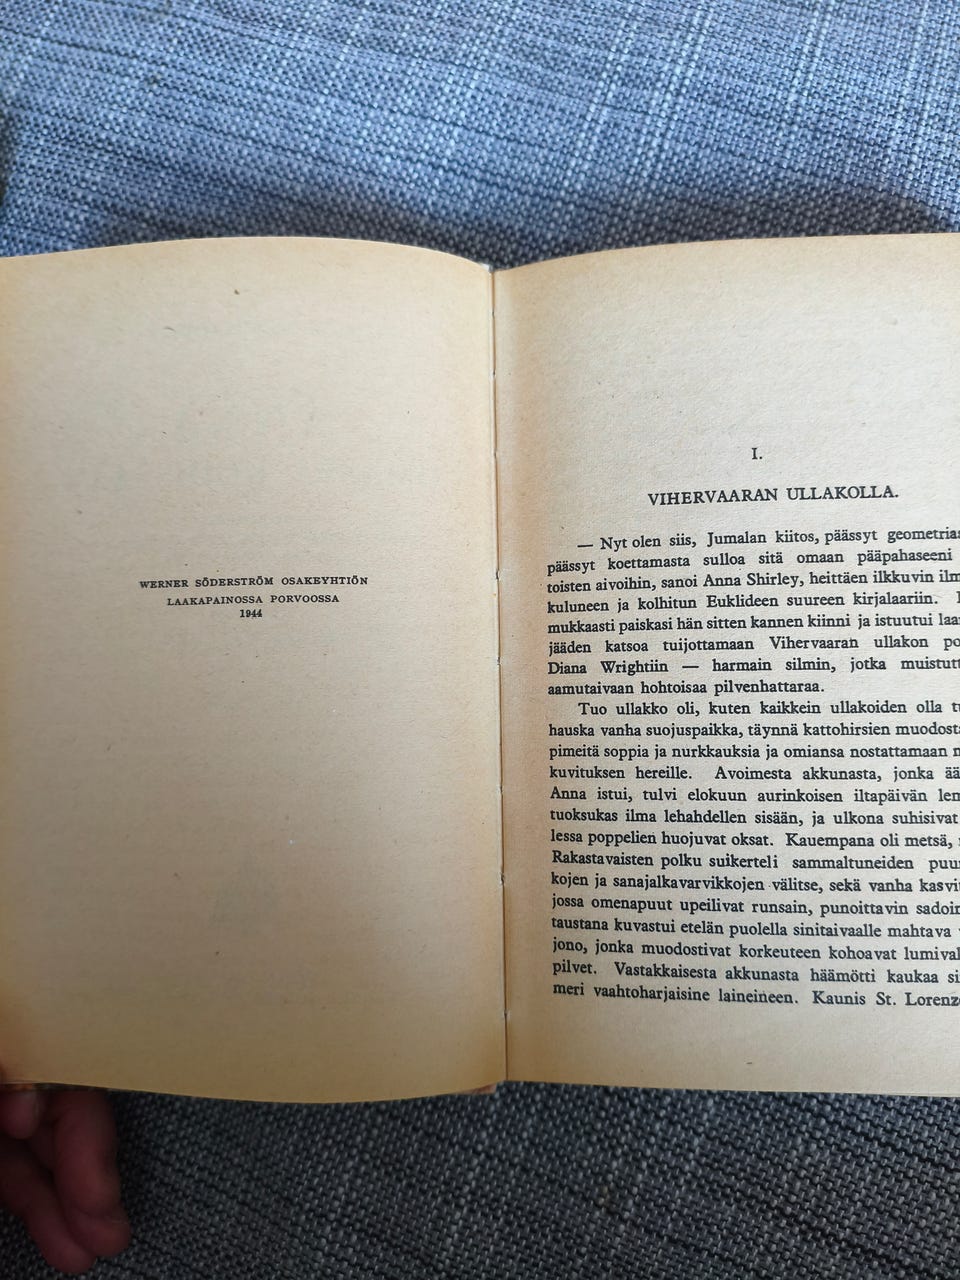 WERNER SÖDERSTRÖM OSAKEYHTIÖN
LAAKAPAINOSSA PORVOOSSA
1944
I.
VIHERVAARAN ULLAKOLLA.
— Nyt olen siis, Jumalan kiitos, päässyt
päässyt koettamasta sulloa sitä omaan pääpahaseeni
toisten aivoihin, sanoi Anna Shirley, heittäen ilkkuvin
kuluneen ja kolhitun Euklideen suureen kirjalaariin.
mukkaasti paiskasi hän sitten kannen kiinni ja istuutui
jääden katsoa tuijottamaan Vihervaaran ullakon
Diana Wrightiin — harmain silmin, jotka
aamutaivaan hohtoisaa pilvenhattaraa.
Tuo ullakko oli, kuten kaikkein ullakoiden olla
hauska vanha suojuspaikka, täynnä kattohirsien
pimeitä soppia ja nurkkauksia ja omiansa nostattamaan
kuvituksen hereille. Avoimesta akkunasta, jonka
Anna istui, tulvi elokuun aurinkoisen iltapäivän
tuoksukas ilma lehahdellen sisään, ja ulkona suhisivat
lessa poppelien huojuvat oksat. Kauempana oli metsä,
Rakastavaisten polku suikerteli sammaltuneiden
kojen ja sanajalkavarvikkojen välitse, sekä vanha
jossa omenapuut upeilivat runsain, punoittavin
taustana kuvastui etelän puolella sinitaivaalle mahtava
jono, jonka muodostivat korkeuteen kohoavat
pilvet. Vastakkaisesta akkunasta häämötti kaukaa
meri vaahtoharjaisine laineineen. Kaunis St.